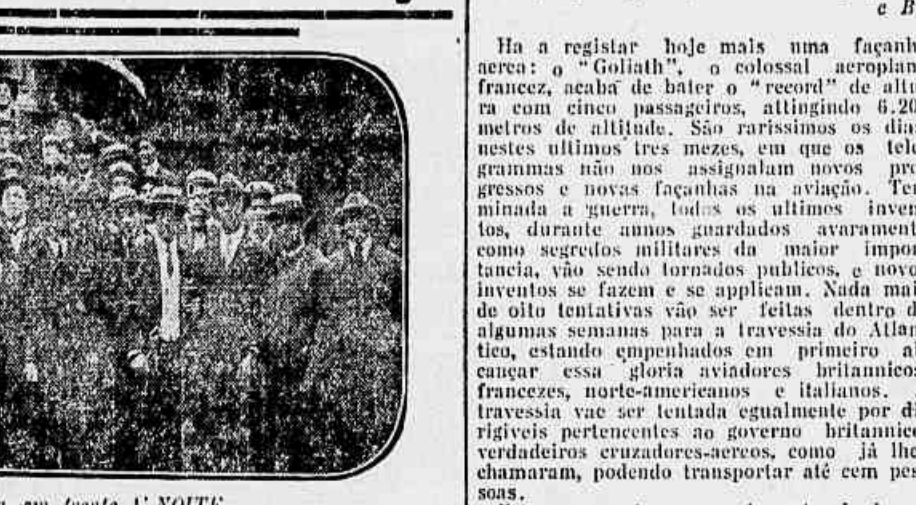 em frente A' NOITE
e B
Ha a registar hoje mais uma façanh
aerea: o "Goliath", o colossal aeroplan
francez, acaba de bater o "record" de altu
ra com cinco passageiros, attingindo 6.20
metros de altitude. São rarissimos os dia
nestes ultimos tres mezes, em que os tele
grammas não nos assignalam novos pro
gressos e novas façanhas na aviação. Ter
minada a guerra, todos os ultimos inven
tos, durante annos guardados avarament
como segredos militares da maior impor
tancia, vão sendo tornados publicos, e novo
inventos se fazem e se applicam. Nada mai
de oito tentativas vão ser feitas dentro d
algumas semanas para a travessia do Atlan
tico, estando empenhados em primeiro al
cançar essa gloria aviadores britannicos
francezes, norte-americanos e italianos.
travessia vae ser tentada egualmente por di
rigiveis pertencentes ao governo britannico
verdadeiros cruzadores-aereos, como já lhe
chamaram, podendo transportar até cem pes
soas.